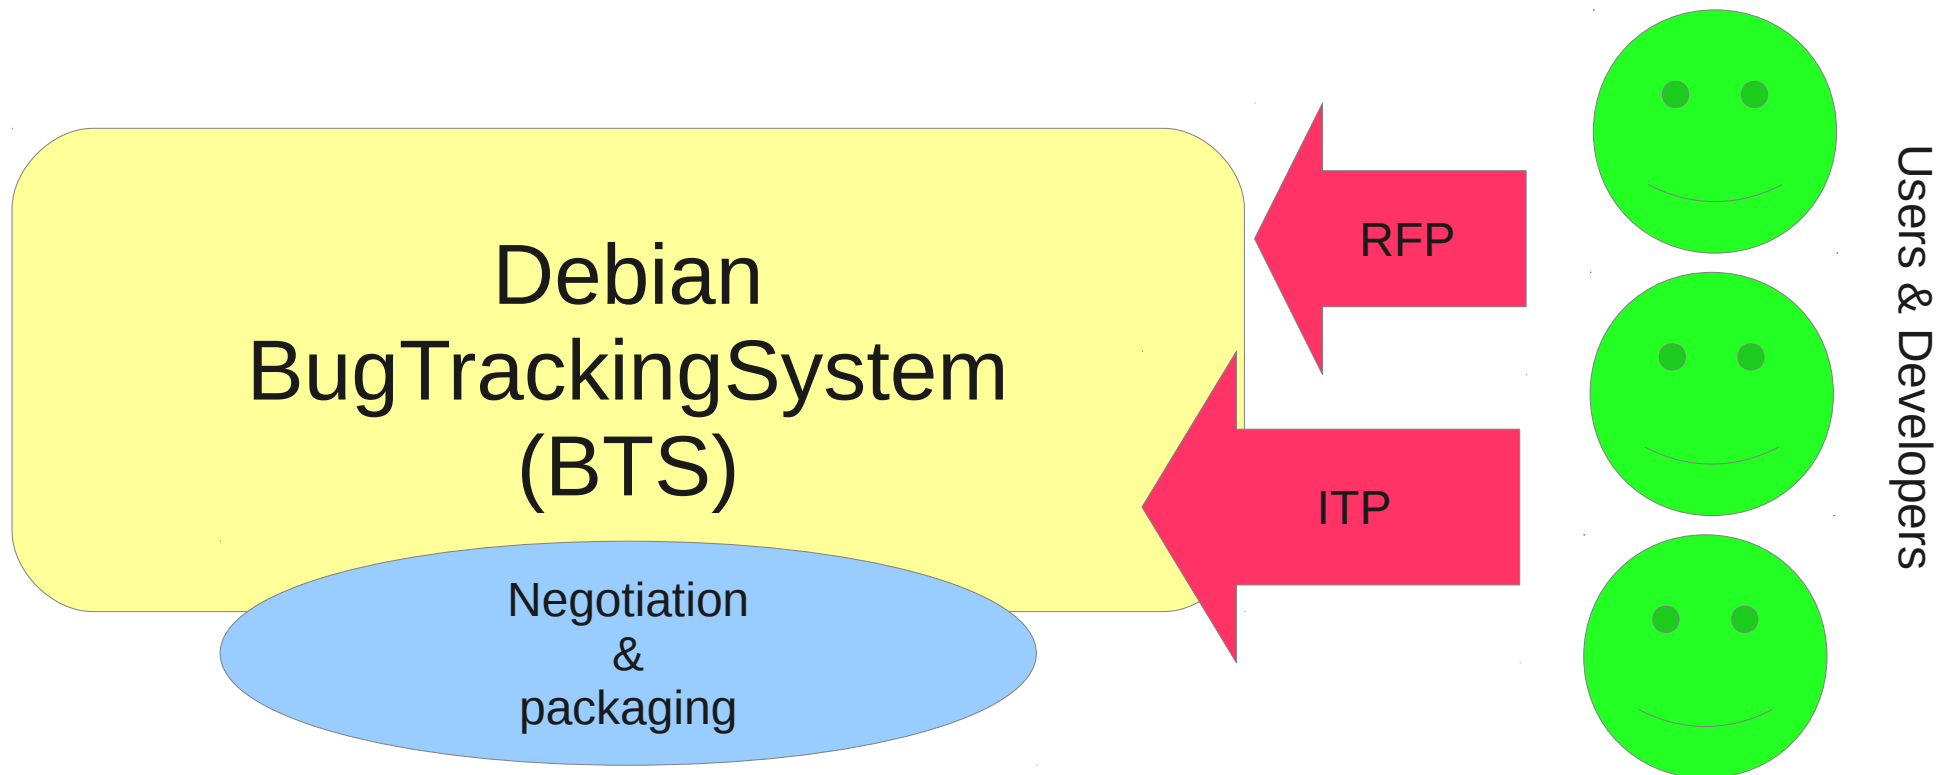 Debian
BugTrackingSystem
(BTS)
Negotiation
&
packaging
RFP
ITP
Users & Developers